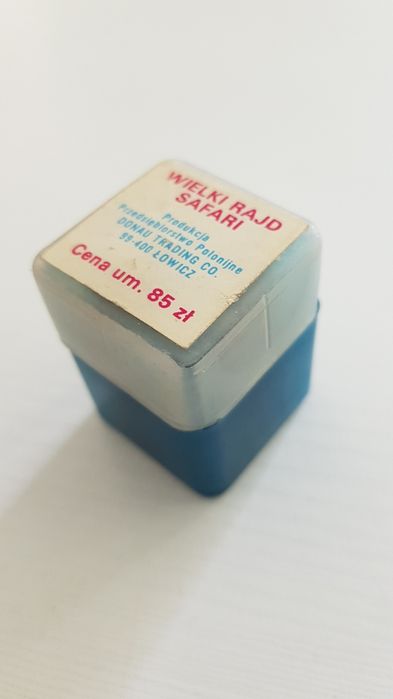 WIELKI RAJD
SAFARI
Produkcja
Przedsiębiorstwo Polonijne
DONAU TRADING CO.
99-400 ŁOWICZ
Cena um. 85 zł